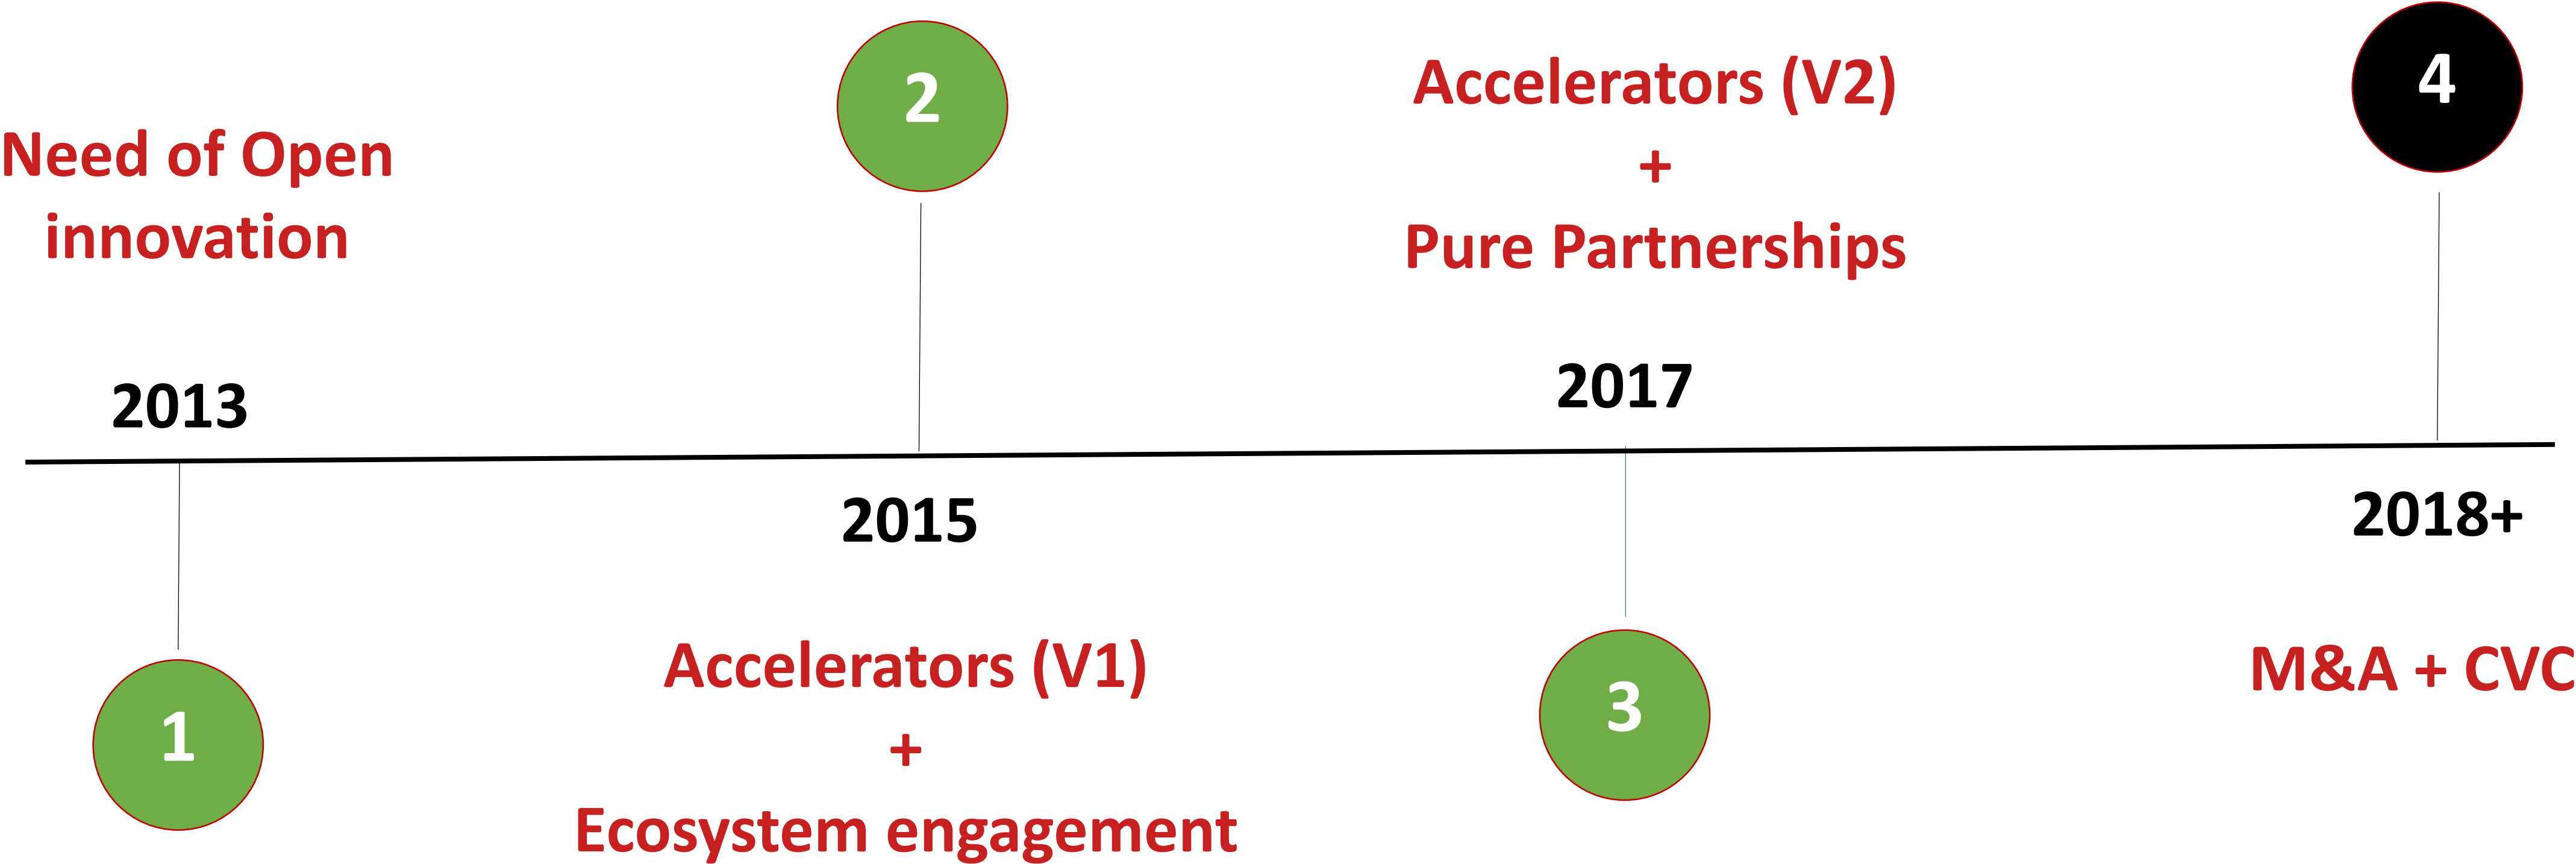 Need of Open
innovation
2013
1
2
2015
Accelerators (V1)
+
Ecosystem engagement
Accelerators (V2)
+
Pure Partnerships
2017
3
4
2018+
M&A + CVC